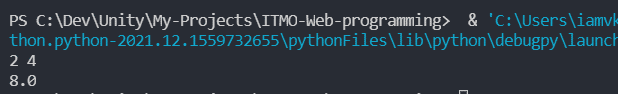 PS C:\Dev\Unity\My-Projects\ITMO-Web-programming>  & 'C:\Users\iamvk
thon.python-2021.12.1559732655\pythonFiles\lib\python\debugpy\launch
2 4
8.0